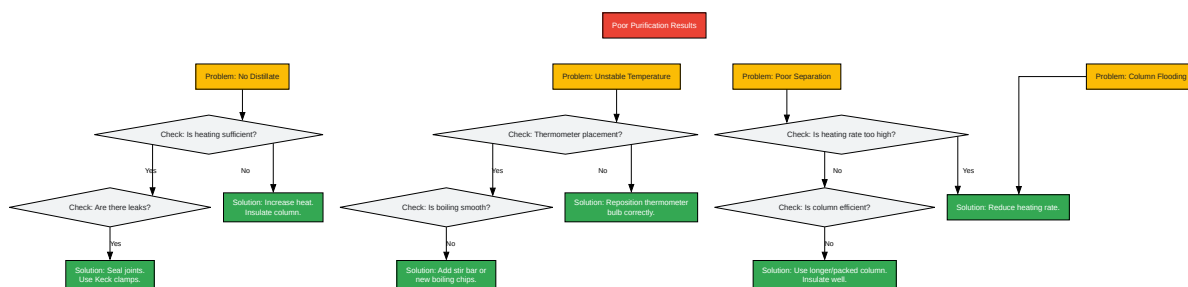 Poor Purification Results
Problem: No Distillate
Problem: Unstable Temperature
Problem: Poor Separation
Problem: Column Flooding
Check: Is heating sufficient?
Check: Thermometer placement?
Check: Is heating rate too high?
Yes
No
Yes
No
No
Yes
Check: Are there leaks?
Solution: Increase heat.
Insulate column.
Check: Is boiling smooth?
Solution: Reposition thermometer
bulb correctly.
Check: Is column efficient?
Solution: Reduce heating rate.
Yes
No
No
Solution: Seal joints.
Use Keck clamps.
Solution: Add stir bar or
new boiling chips.
Solution: Use longer/packed column.
Insulate well.